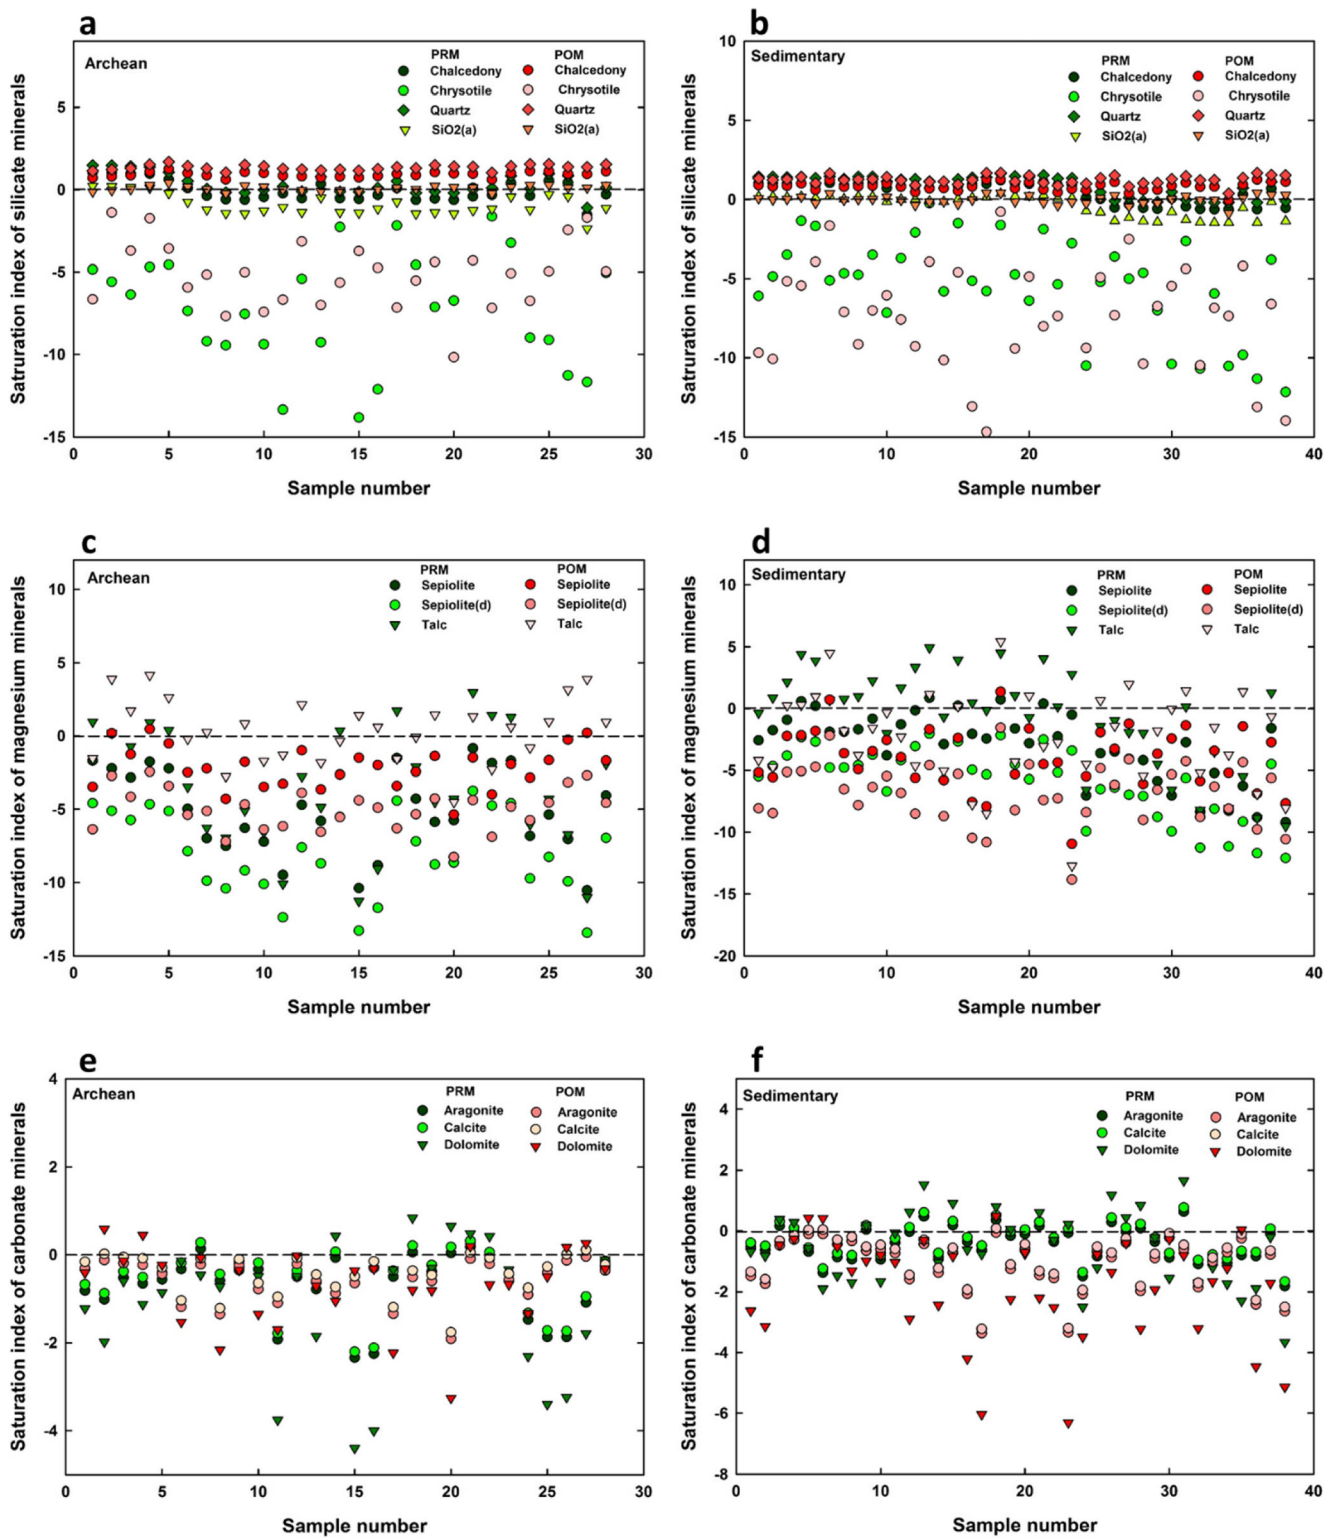 a
Archean
PRM POM
Chalcedony Chalcedony
Chrysotile Chrysotile
Quartz Quartz
SiO2(a) SiO2(a)
5
0
-5
-10
-15
0 5 10 15 20 25 30
Sample number
Satruration index of silicate minerals
b
Sedimentary
PRM POM
Chalcedony Chalcedony
Chrysotile Chrysotile
Quartz Quartz
SiO2(a) SiO2(a)
10
5
0
-5
-10
-15
0 10 20 30 40
Sample number
Satruration index of silicate minerals
c
Archean
PRM POM
Sepiolite Sepiolite
Sepiolite(d) Sepiolite(d)
Talc Talc
10
5
0
-5
-10
-15
0 5 10 15 20 25 30
Sample number
Saturation index of magnesium minerals
d
Sedimentary
PRM POM
Sepiolite Sepiolite
Sepiolite(d) Sepiolite(d)
Talc Talc
10
5
0
-5
-10
-15
-20
0 10 20 30 40
Sample number
Saturation index of magnesium minerals
e
Archean
PRM POM
Aragonite Aragonite
Calcite Calcite
Dolomite Dolomite
4
2
0
-2
-4
0 5 10 15 20 25 30
Sample number
Saturation index of carbonate minerals
f
Sedimentary
PRM POM
Aragonite Aragonite
Calcite Calcite
Dolomite Dolomite
4
2
0
-2
-4
-6
-8
0 10 20 30 40
Sample number
Saturation index of carbonate minerals